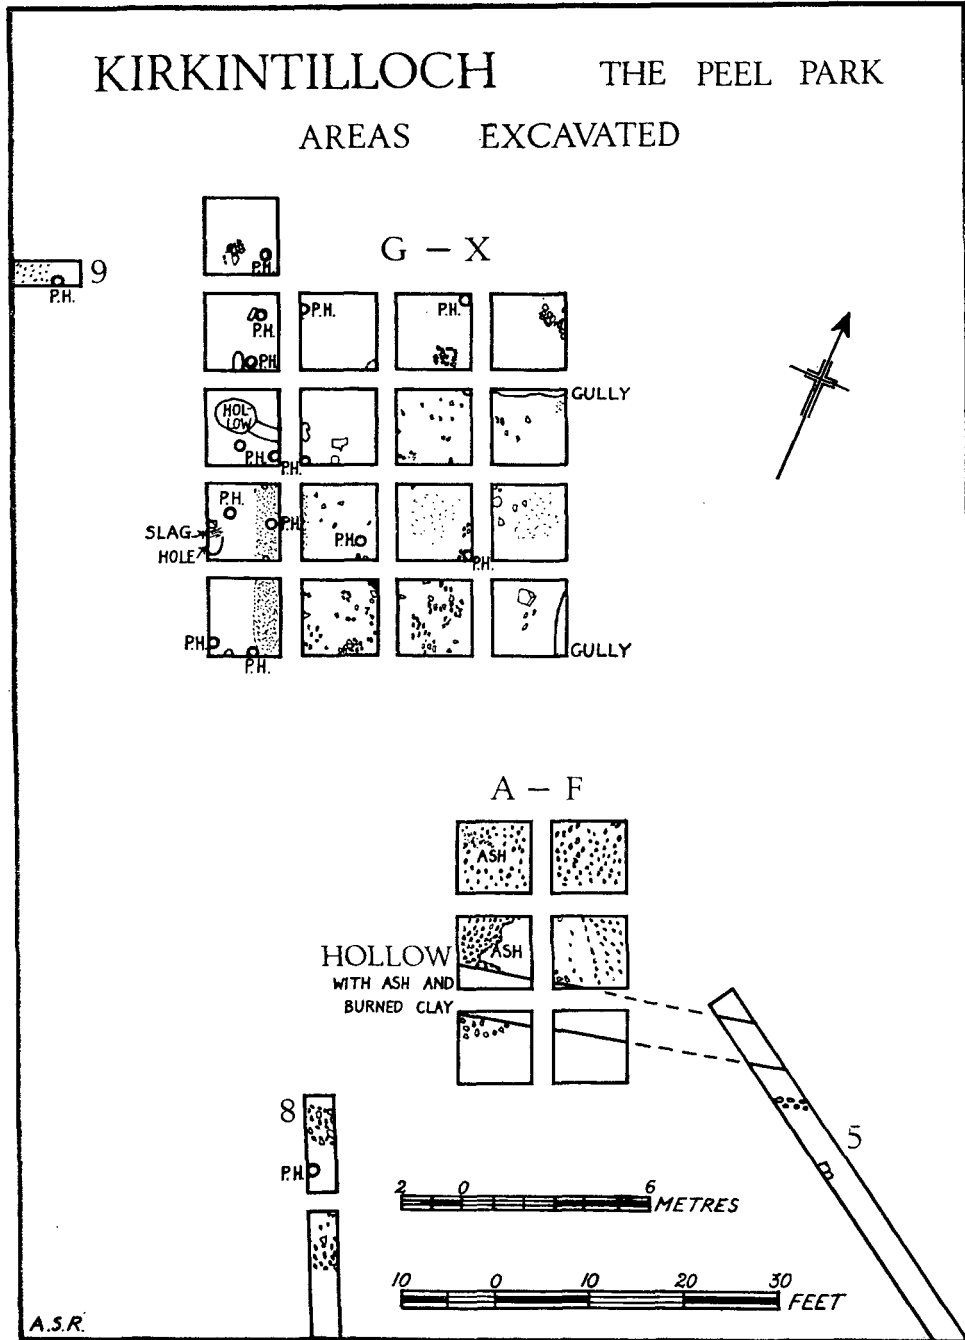 KIRKINTILLOCH THE PEEL PARK
AREAS EXCAVATED
G – X
9
P.H.
P.H.
P.H.
P.H.
P.H.
P.H.
HOL-
LOW
GULLY
P.H.
P.H.
P.H.
P.H.
SLAG
HOLE
P.H.
P.H.
P.H.
P.H.
GULLY
A – F
ASH
HOLLOW
WITH ASH AND
BURNED CLAY
ASH
8
P.H.
5
2 0 6
METRES
10 0 10 20 30
FEET
A.S.R.